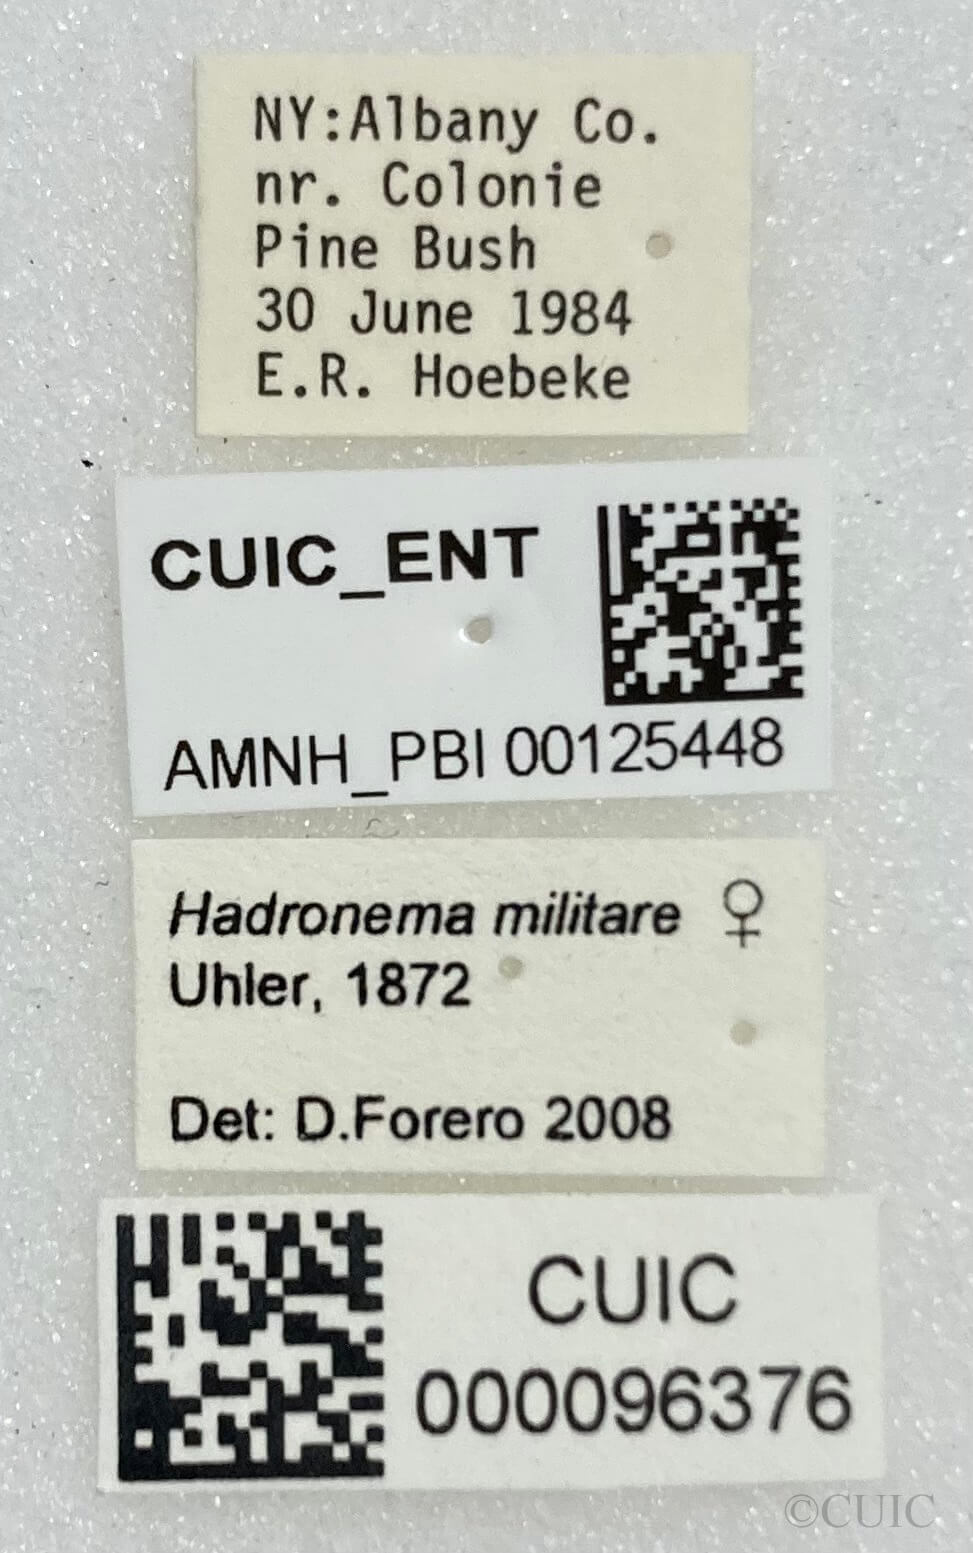 NY:Albany Co.
nr. Colonie
Pine Bush
30 June 1984
E.R. Hoebeke
CUIC_ENT
AMNH_PBI 00125448
Hadronema militare ♀
Uhler, 1872
Det: D.Forero 2008
CUIC
000096376
©CUIC